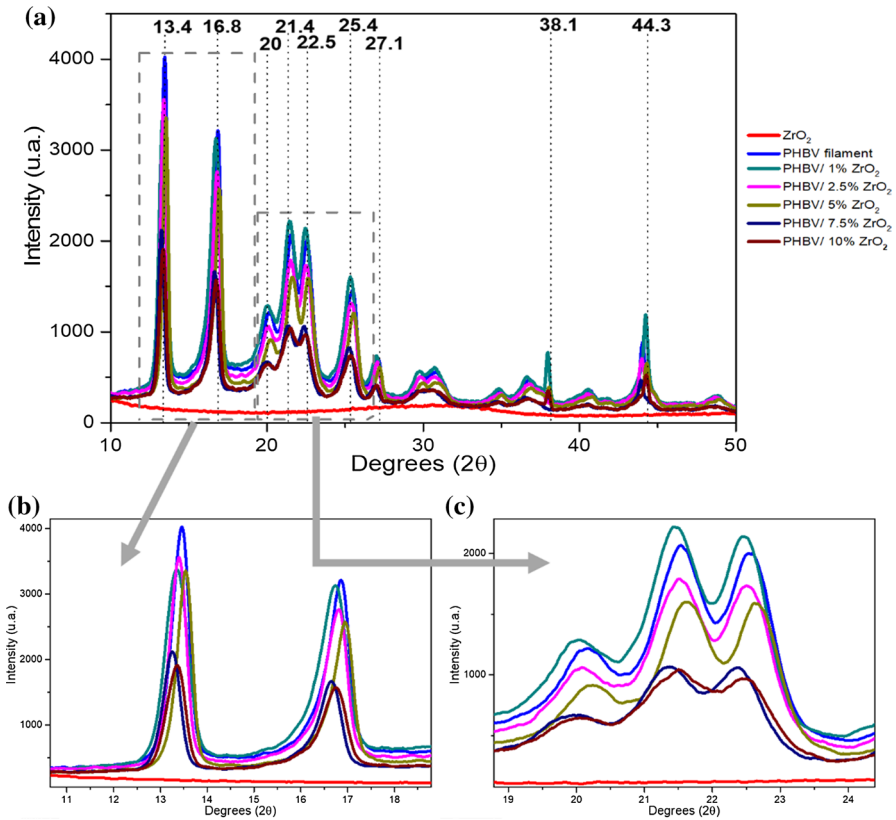 (a)
13.4 16.8 20 21.4 22.5 25.4 27.1 38.1 44.3
4000
3000
2000
1000
0
Intensity (u.a.)
10 20 30 40 50
Degrees (2θ)
ZrO2
PHBV filament
PHBV/ 1% ZrO2
PHBV/ 2.5% ZrO2
PHBV/ 5% ZrO2
PHBV/ 7.5% ZrO2
PHBV/ 10% ZrO2
(b)
4000
3000
2000
1000
Intensity (u.a.)
11 12 13 14 15 16 17 18
Degrees (2θ)
(c)
2000
1000
Intensity (u.a.)
19 20 21 22 23 24
Degrees (2θ)